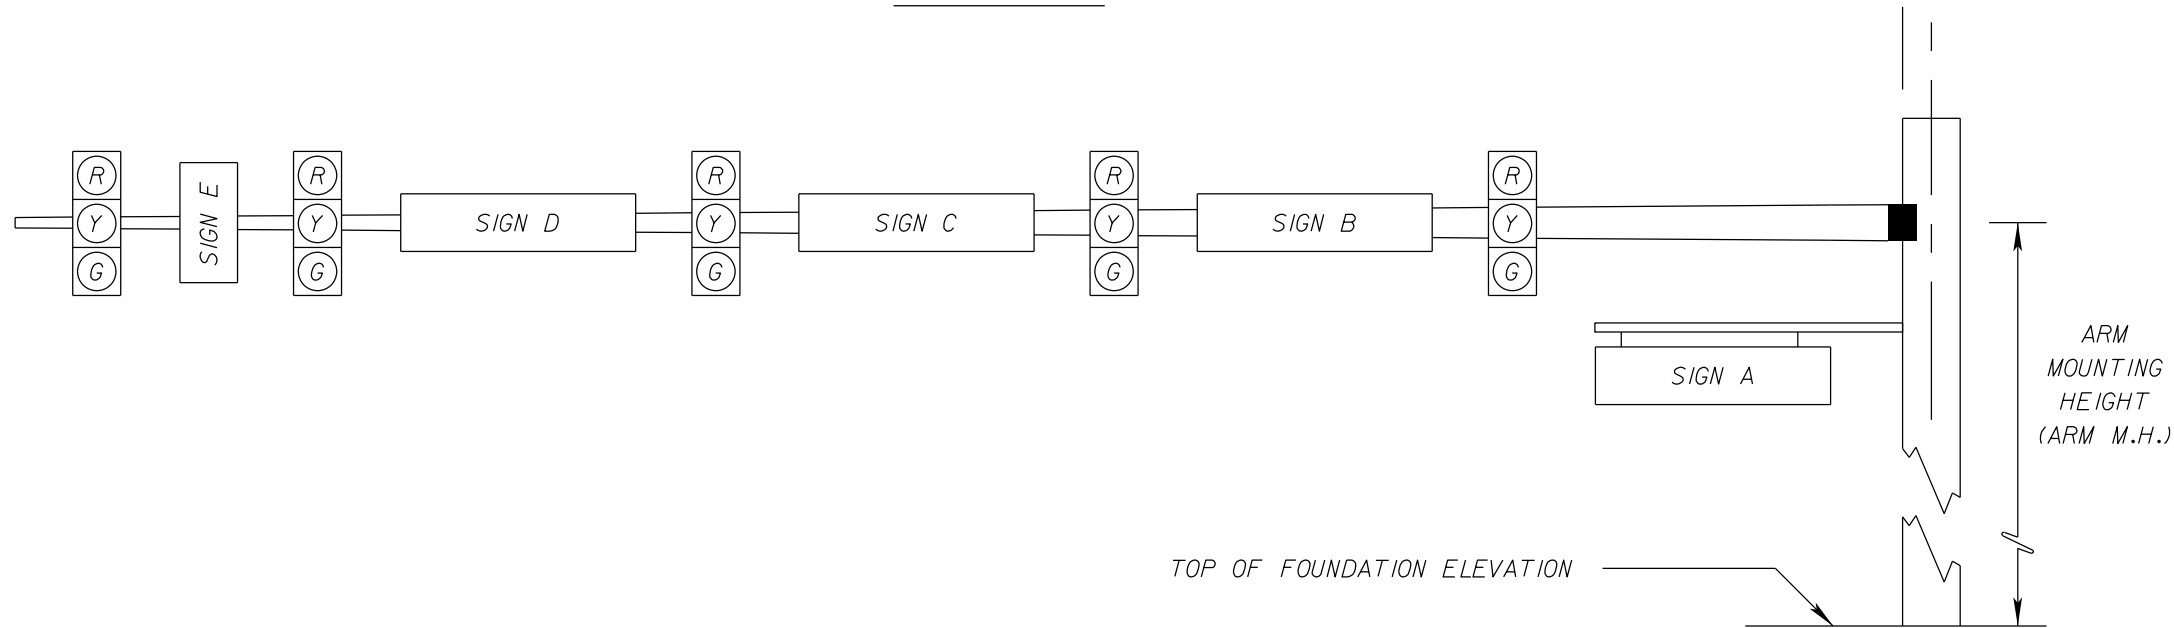 R R R R R
Y SIGN E Y SIGN D Y SIGN C Y SIGN B Y
G G G G G
SIGN A
ARM
MOUNTING
HEIGHT
(ARM M.H.)
TOP OF FOUNDATION ELEVATION